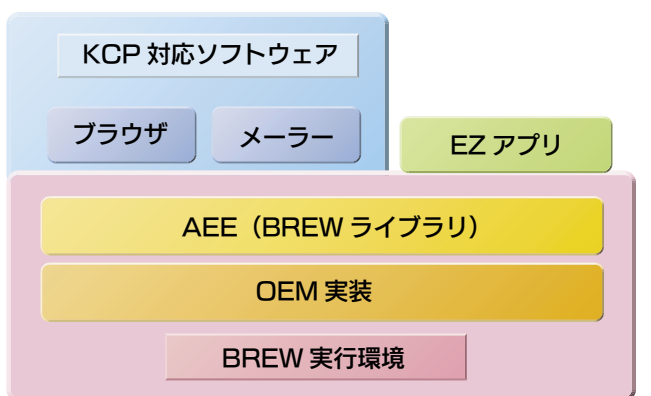 KCP 対応ソフトウェア
ブラウザ
メーラー
EZ アプリ
AEE（BREW ライブラリ）
OEM 実装
BREW 実行環境